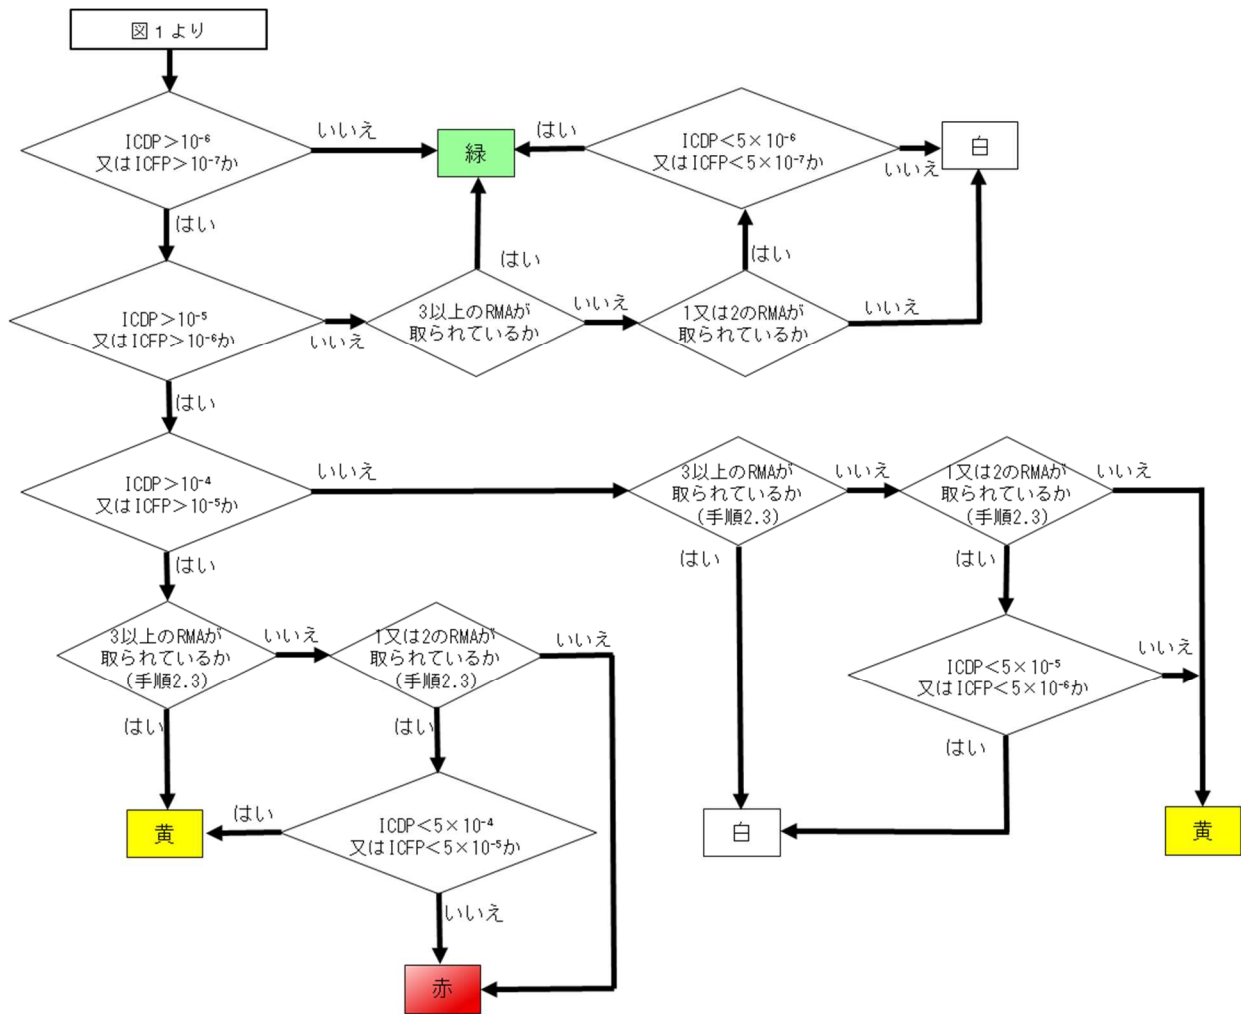 図1より
ICDP>10⁻⁶
又はICFP>10⁻⁷か
いいえ
緑
はい
ICDP<5×10⁻⁶
又はICFP<5×10⁻⁷か
いいえ
白
はい
ICDP>10⁻⁵
又はICFP>10⁻⁶か
いいえ
3以上のRMAが
取られているか
はい
いいえ
1又は2のRMAが
取られているか
はい
いいえ
はい
ICDP>10⁻⁴
又はICFP>10⁻⁵か
いいえ
3以上のRMAが
取られているか
(手順2.3)
いいえ
はい
1又は2のRMAが
取られているか
(手順2.3)
いいえ
はい
ICDP<5×10⁻⁵
又はICFP<5×10⁻⁶か
いいえ
はい
白
黄
はい
3以上のRMAが
取られているか
(手順2.3)
いいえ
はい
1又は2のRMAが
取られているか
(手順2.3)
いいえ
はい
黄
はい
ICDP<5×10⁻⁴
又はICFP<5×10⁻⁵か
いいえ
赤